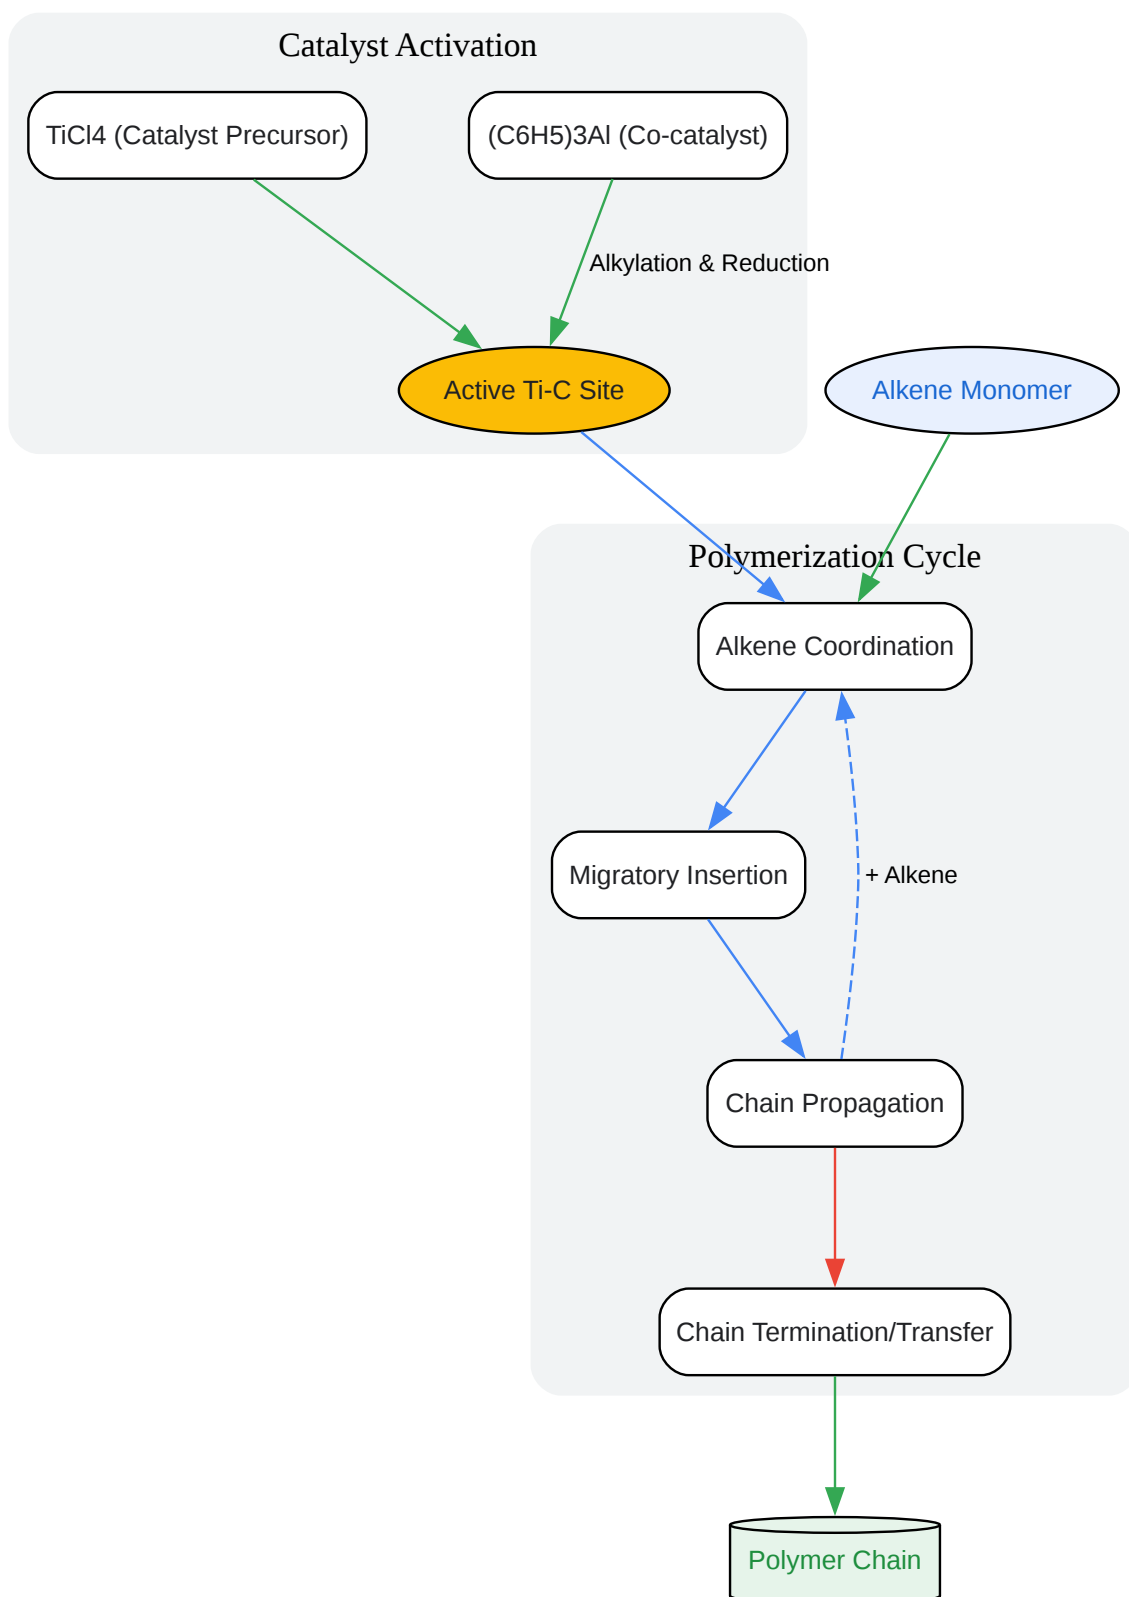 Catalyst Activation
TiCl4 (Catalyst Precursor)
(C6H5)3Al (Co-catalyst)
Alkylation & Reduction
Active Ti-C Site
Alkene Monomer
Polymerization Cycle
Alkene Coordination
Migratory Insertion
+ Alkene
Chain Propagation
Chain Termination/Transfer
Polymer Chain